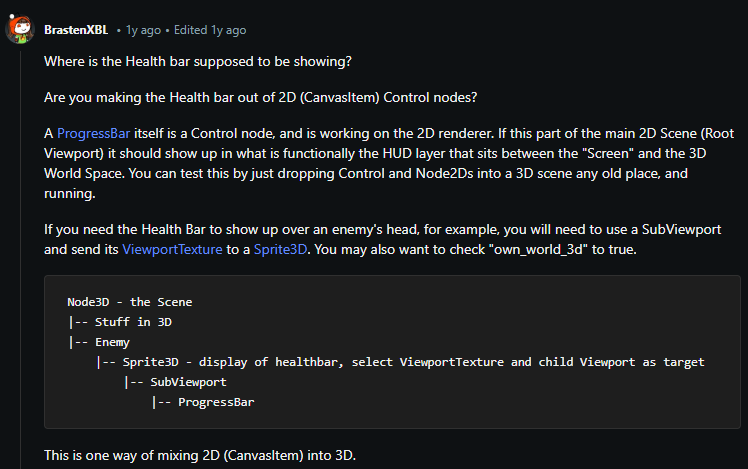 BrastenXBL • 1y ago • Edited 1y ago
Where is the Health bar supposed to be showing?
Are you making the Health bar out of 2D (CanvasItem) Control nodes?
A ProgressBar itself is a Control node, and is working on the 2D renderer. If this part of the main 2D Scene (Root
Viewport) it should show up in what is functionally the HUD layer that sits between the "Screen" and the 3D
World Space. You can test this by just dropping Control and Node2Ds into a 3D scene any old place, and
running.
If you need the Health Bar to show up over an enemy's head, for example, you will need to use a SubViewport
and send its ViewportTexture to a Sprite3D. You may also want to check "own_world_3d" to true.
Node3D - the Scene
|-- Stuff in 3D
|-- Enemy
    |-- Sprite3D - display of healthbar, select ViewportTexture and child Viewport as target
        |-- SubViewport
            |-- ProgressBar
This is one way of mixing 2D (CanvasItem) into 3D.